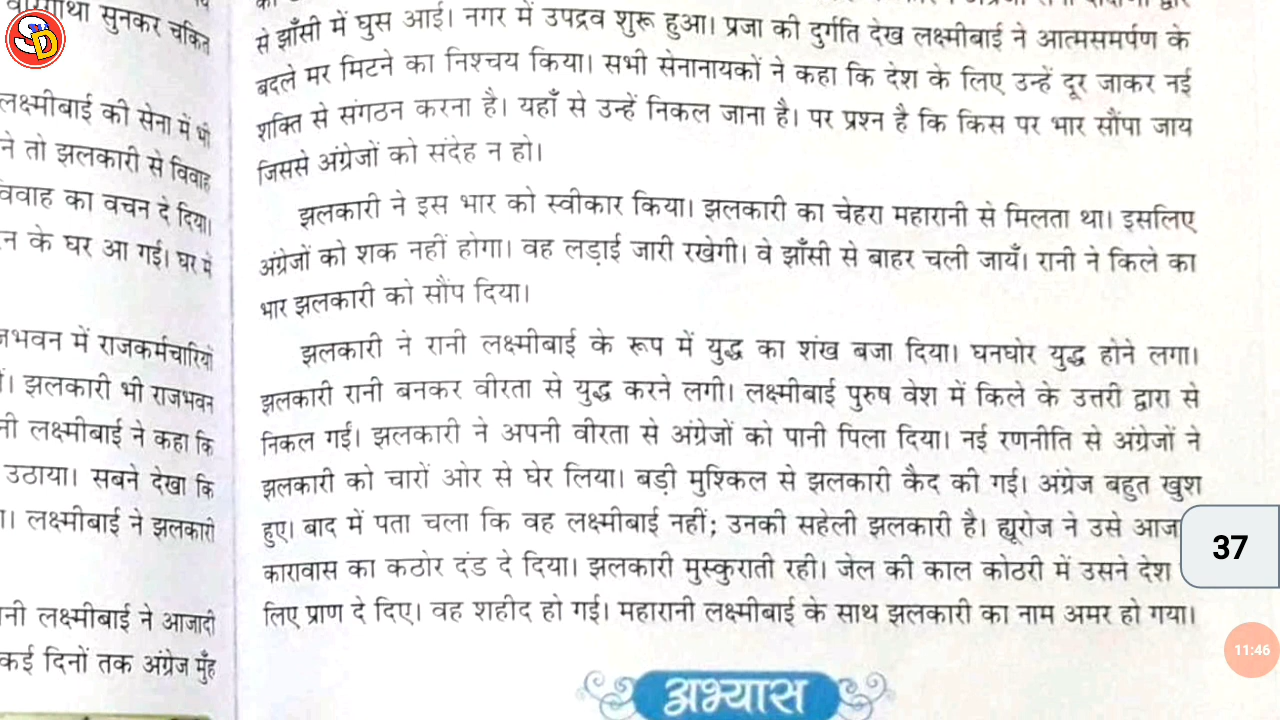 SD
गाथा सुनकर चकित
लक्ष्मीबाई की सेना में भी
ने तो झलकारी से विवाह
विवाह का वचन दे दिया।
के घर आ गई। घर में
में राजकर्मचारियों
झलकारी भी राजभवन
लक्ष्मीबाई ने कहा कि
उठाया। सबने देखा कि
लक्ष्मीबाई ने झलकारी
लक्ष्मीबाई ने आजादी
कई दिनों तक अंग्रेज मुँह
से झाँसी में घुस आई। नगर में उपद्रव शुरू हुआ। प्रजा की दुर्गति देख लक्ष्मीबाई ने आत्मसमर्पण के
बदले मर मिटने का निश्चय किया। सभी सेनानायकों ने कहा कि देश के लिए उन्हें दूर जाकर नई
शक्ति से संगठन करना है। यहाँ से उन्हें निकल जाना है। पर प्रश्न है कि किस पर भार सौंपा जाय
जिससे अंग्रेजों को संदेह न हो।
झलकारी ने इस भार को स्वीकार किया। झलकारी का चेहरा महारानी से मिलता था। इसलिए
अंग्रेजों को शक नहीं होगा। वह लड़ाई जारी रखेगी। वे झाँसी से बाहर चली जायँ। रानी ने किले का
भार झलकारी को सौंप दिया।
झलकारी ने रानी लक्ष्मीबाई के रूप में युद्ध का शंख बजा दिया। घनघोर युद्ध होने लगा।
झलकारी रानी बनकर वीरता से युद्ध करने लगी। लक्ष्मीबाई पुरुष वेश में किले के उत्तरी द्वारा से
निकल गईं। झलकारी ने अपनी वीरता से अंग्रेजों को पानी पिला दिया। नई रणनीति से अंग्रेजों ने
झलकारी को चारों ओर से घेर लिया। बड़ी मुश्किल से झलकारी कैद की गई। अंग्रेज बहुत खुश
हुए। बाद में पता चला कि वह लक्ष्मीबाई नहीं; उनकी सहेली झलकारी है। ह्यूरोज ने उसे आज
कारावास का कठोर दंड दे दिया। झलकारी मुस्कुराती रही। जेल की काल कोठरी में उसने देश
लिए प्राण दे दिए। वह शहीद हो गई। महारानी लक्ष्मीबाई के साथ झलकारी का नाम अमर हो गया।
अभ्यास
37
11:46